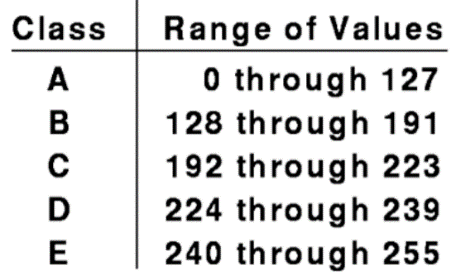 Class Range of Values
A 0 through 127
B 128 through 191
C 192 through 223
D 224 through 239
E 240 through 255